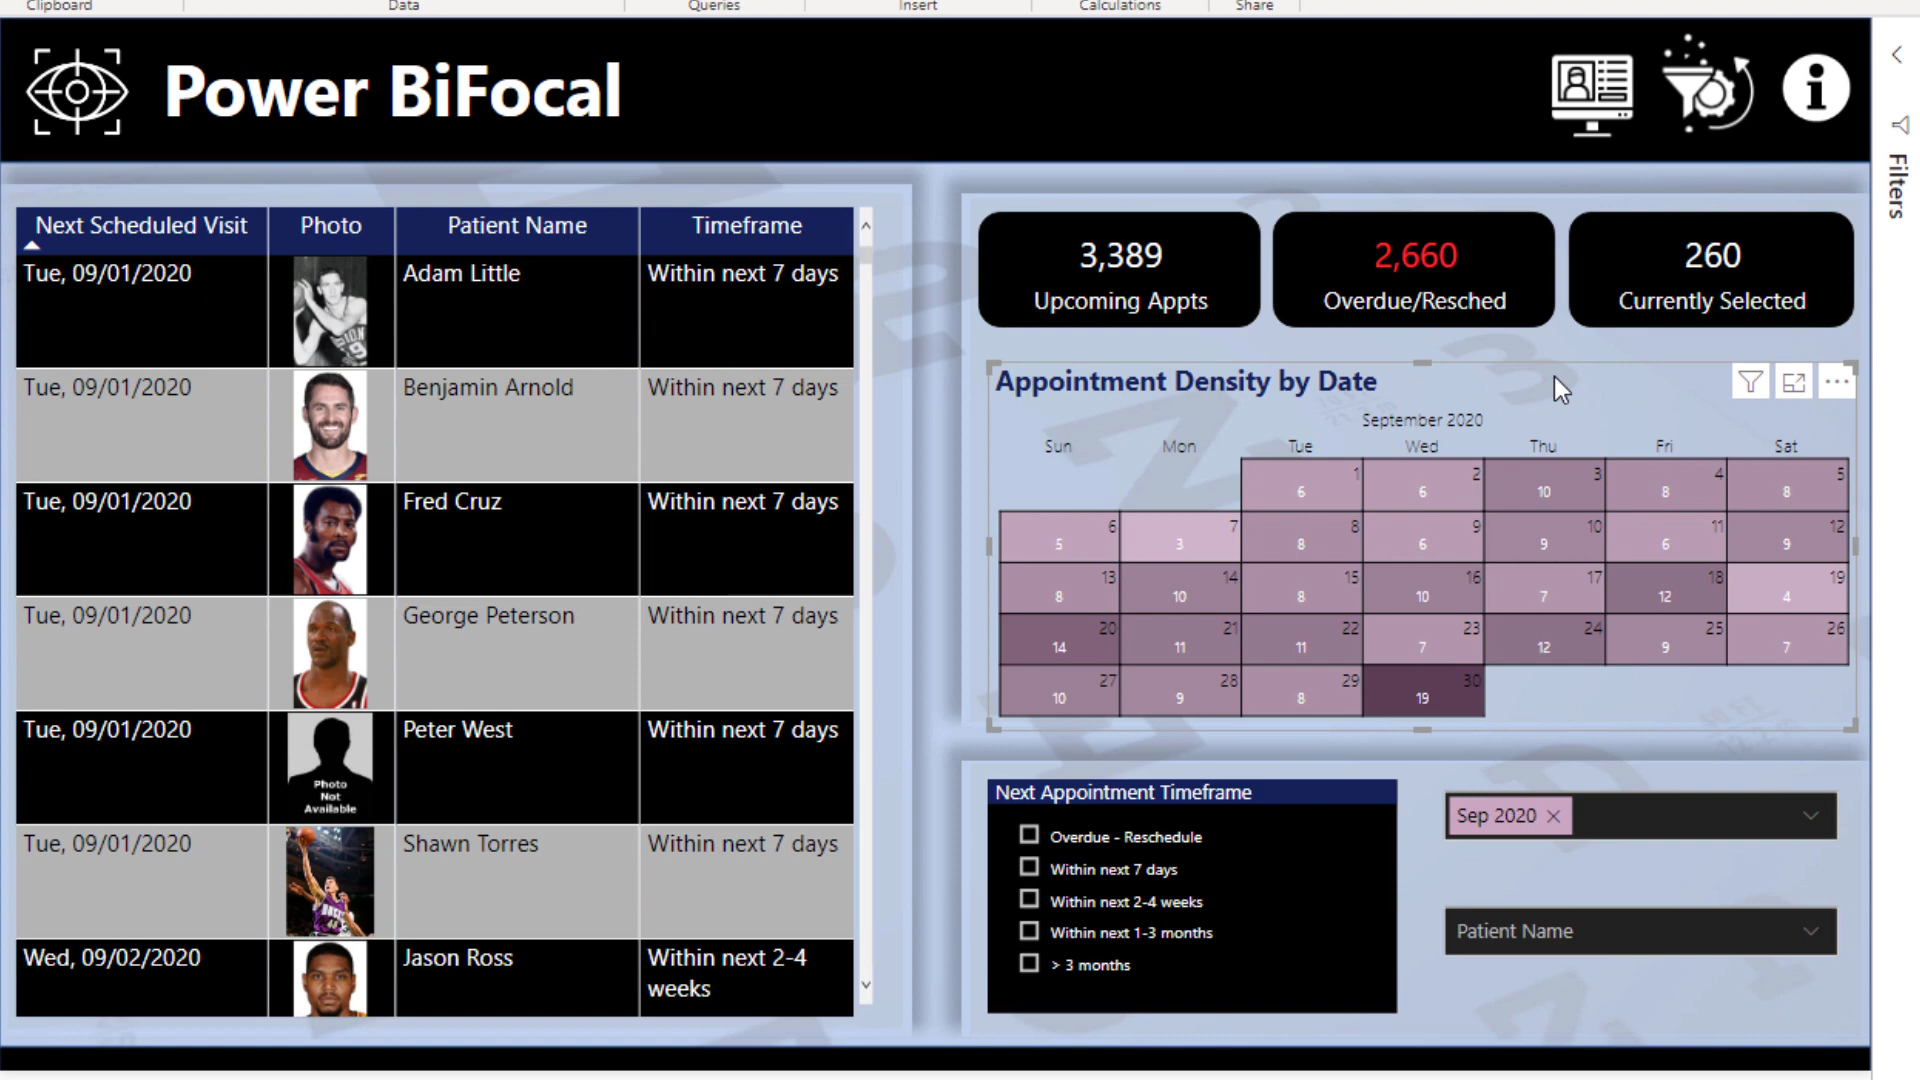 Clipboard Data Queries Insert Calculations Share
Power BiFocal
Filters
Next Scheduled Visit Photo Patient Name Timeframe
Tue, 09/01/2020 Adam Little Within next 7 days
Tue, 09/01/2020 Benjamin Arnold Within next 7 days
Tue, 09/01/2020 Fred Cruz Within next 7 days
Tue, 09/01/2020 George Peterson Within next 7 days
Tue, 09/01/2020 Peter West Within next 7 days
Photo
Not
Available
Tue, 09/01/2020 Shawn Torres Within next 7 days
Wed, 09/02/2020 Jason Ross Within next 2-4
weeks
3,389 2,660 260
Upcoming Appts Overdue/Resched Currently Selected
Appointment Density by Date
September 2020
Sun Mon Tue Wed Thu Fri Sat
1 2 3 4 5
6 6 10 8 8
6 7 8 9 10 11 12
5 3 8 6 9 6 9
13 14 15 16 17 18 19
8 10 8 10 7 12 4
20 21 22 23 24 25 26
14 11 11 7 12 9 7
27 28 29 30
10 9 8 19
Next Appointment Timeframe
Overdue - Reschedule
Within next 7 days
Within next 2-4 weeks
Within next 1-3 months
> 3 months
Sep 2020
Patient Name